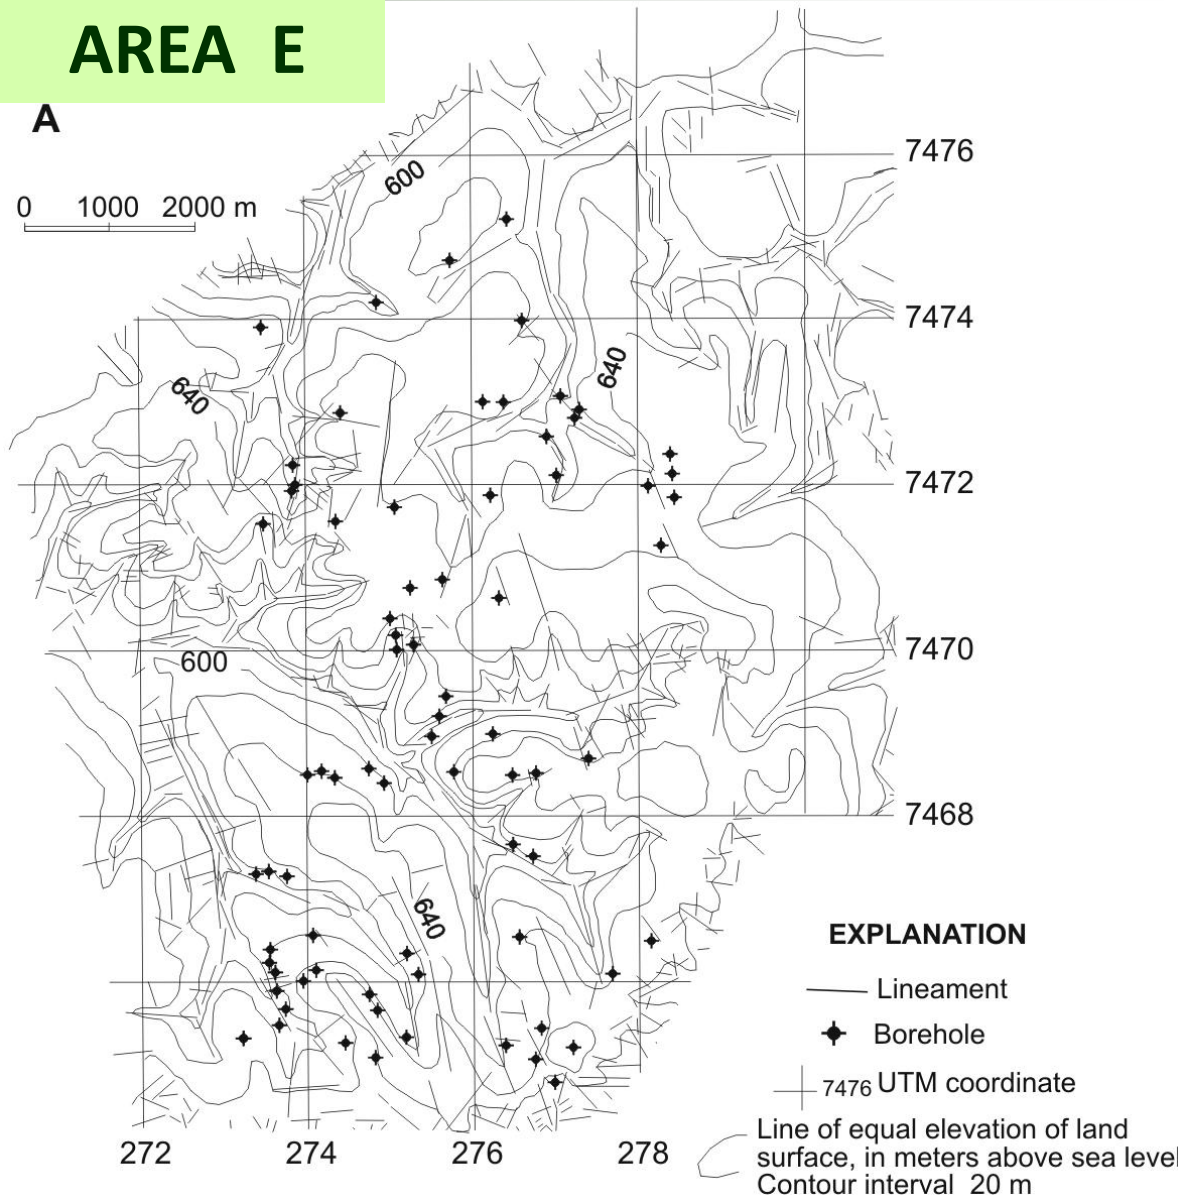 AREA E
A
0 1000 2000 m
600
7476
7474
640
640
7472
7470
600
7468
640
EXPLANATION
Lineament
Borehole
7476 UTM coordinate
Line of equal elevation of land
surface, in meters above sea level
Contour interval 20 m
272 274 276 278